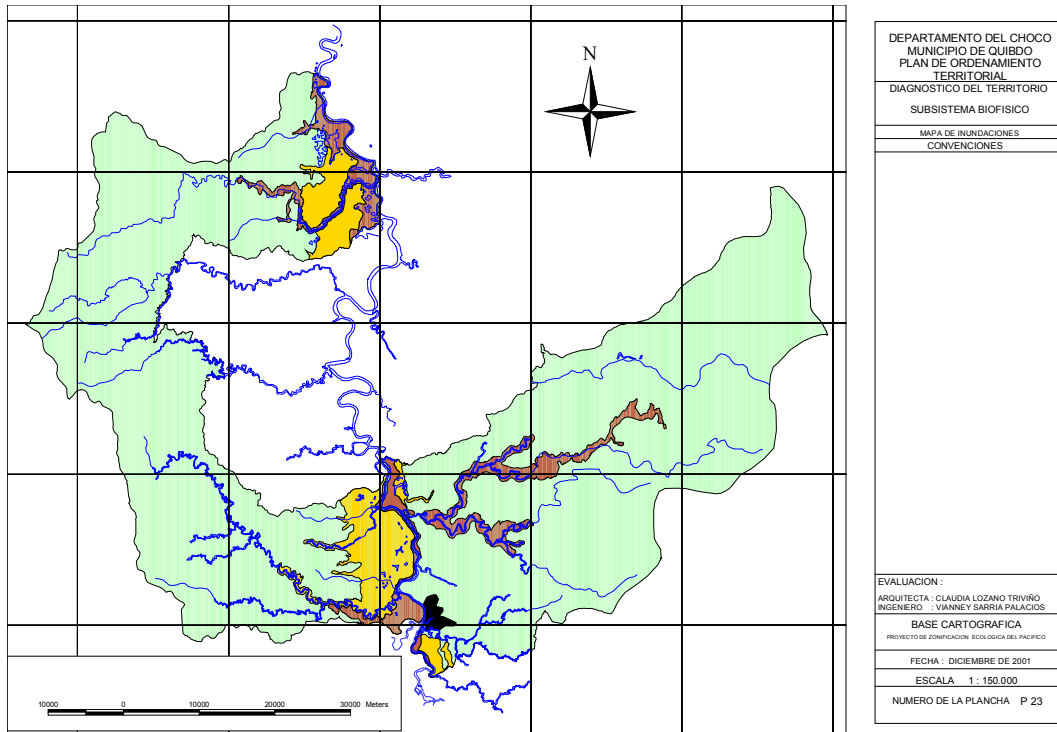 N
10000 0 10000 20000 30000 Meters
DEPARTAMENTO DEL CHOCO
MUNICIPIO DE QUIBDO
PLAN DE ORDENAMIENTO
TERRITORIAL
DIAGNOSTICO DEL TERRITORIO
SUBSISTEMA BIOFISICO
MAPA DE INUNDACIONES
CONVENCIONES
EVALUACION :
ARQUITECTA : CLAUDIA LOZANO TRIVIÑO
INGENIERO : VIANNEY SARRIA PALACIOS
BASE CARTOGRAFICA
PROYECTO DE ZONIFICACION ECOLOGICA DEL PACIFICO
FECHA : DICIEMBRE DE 2001
ESCALA 1 : 150.000
NUMERO DE LA PLANCHA P 23